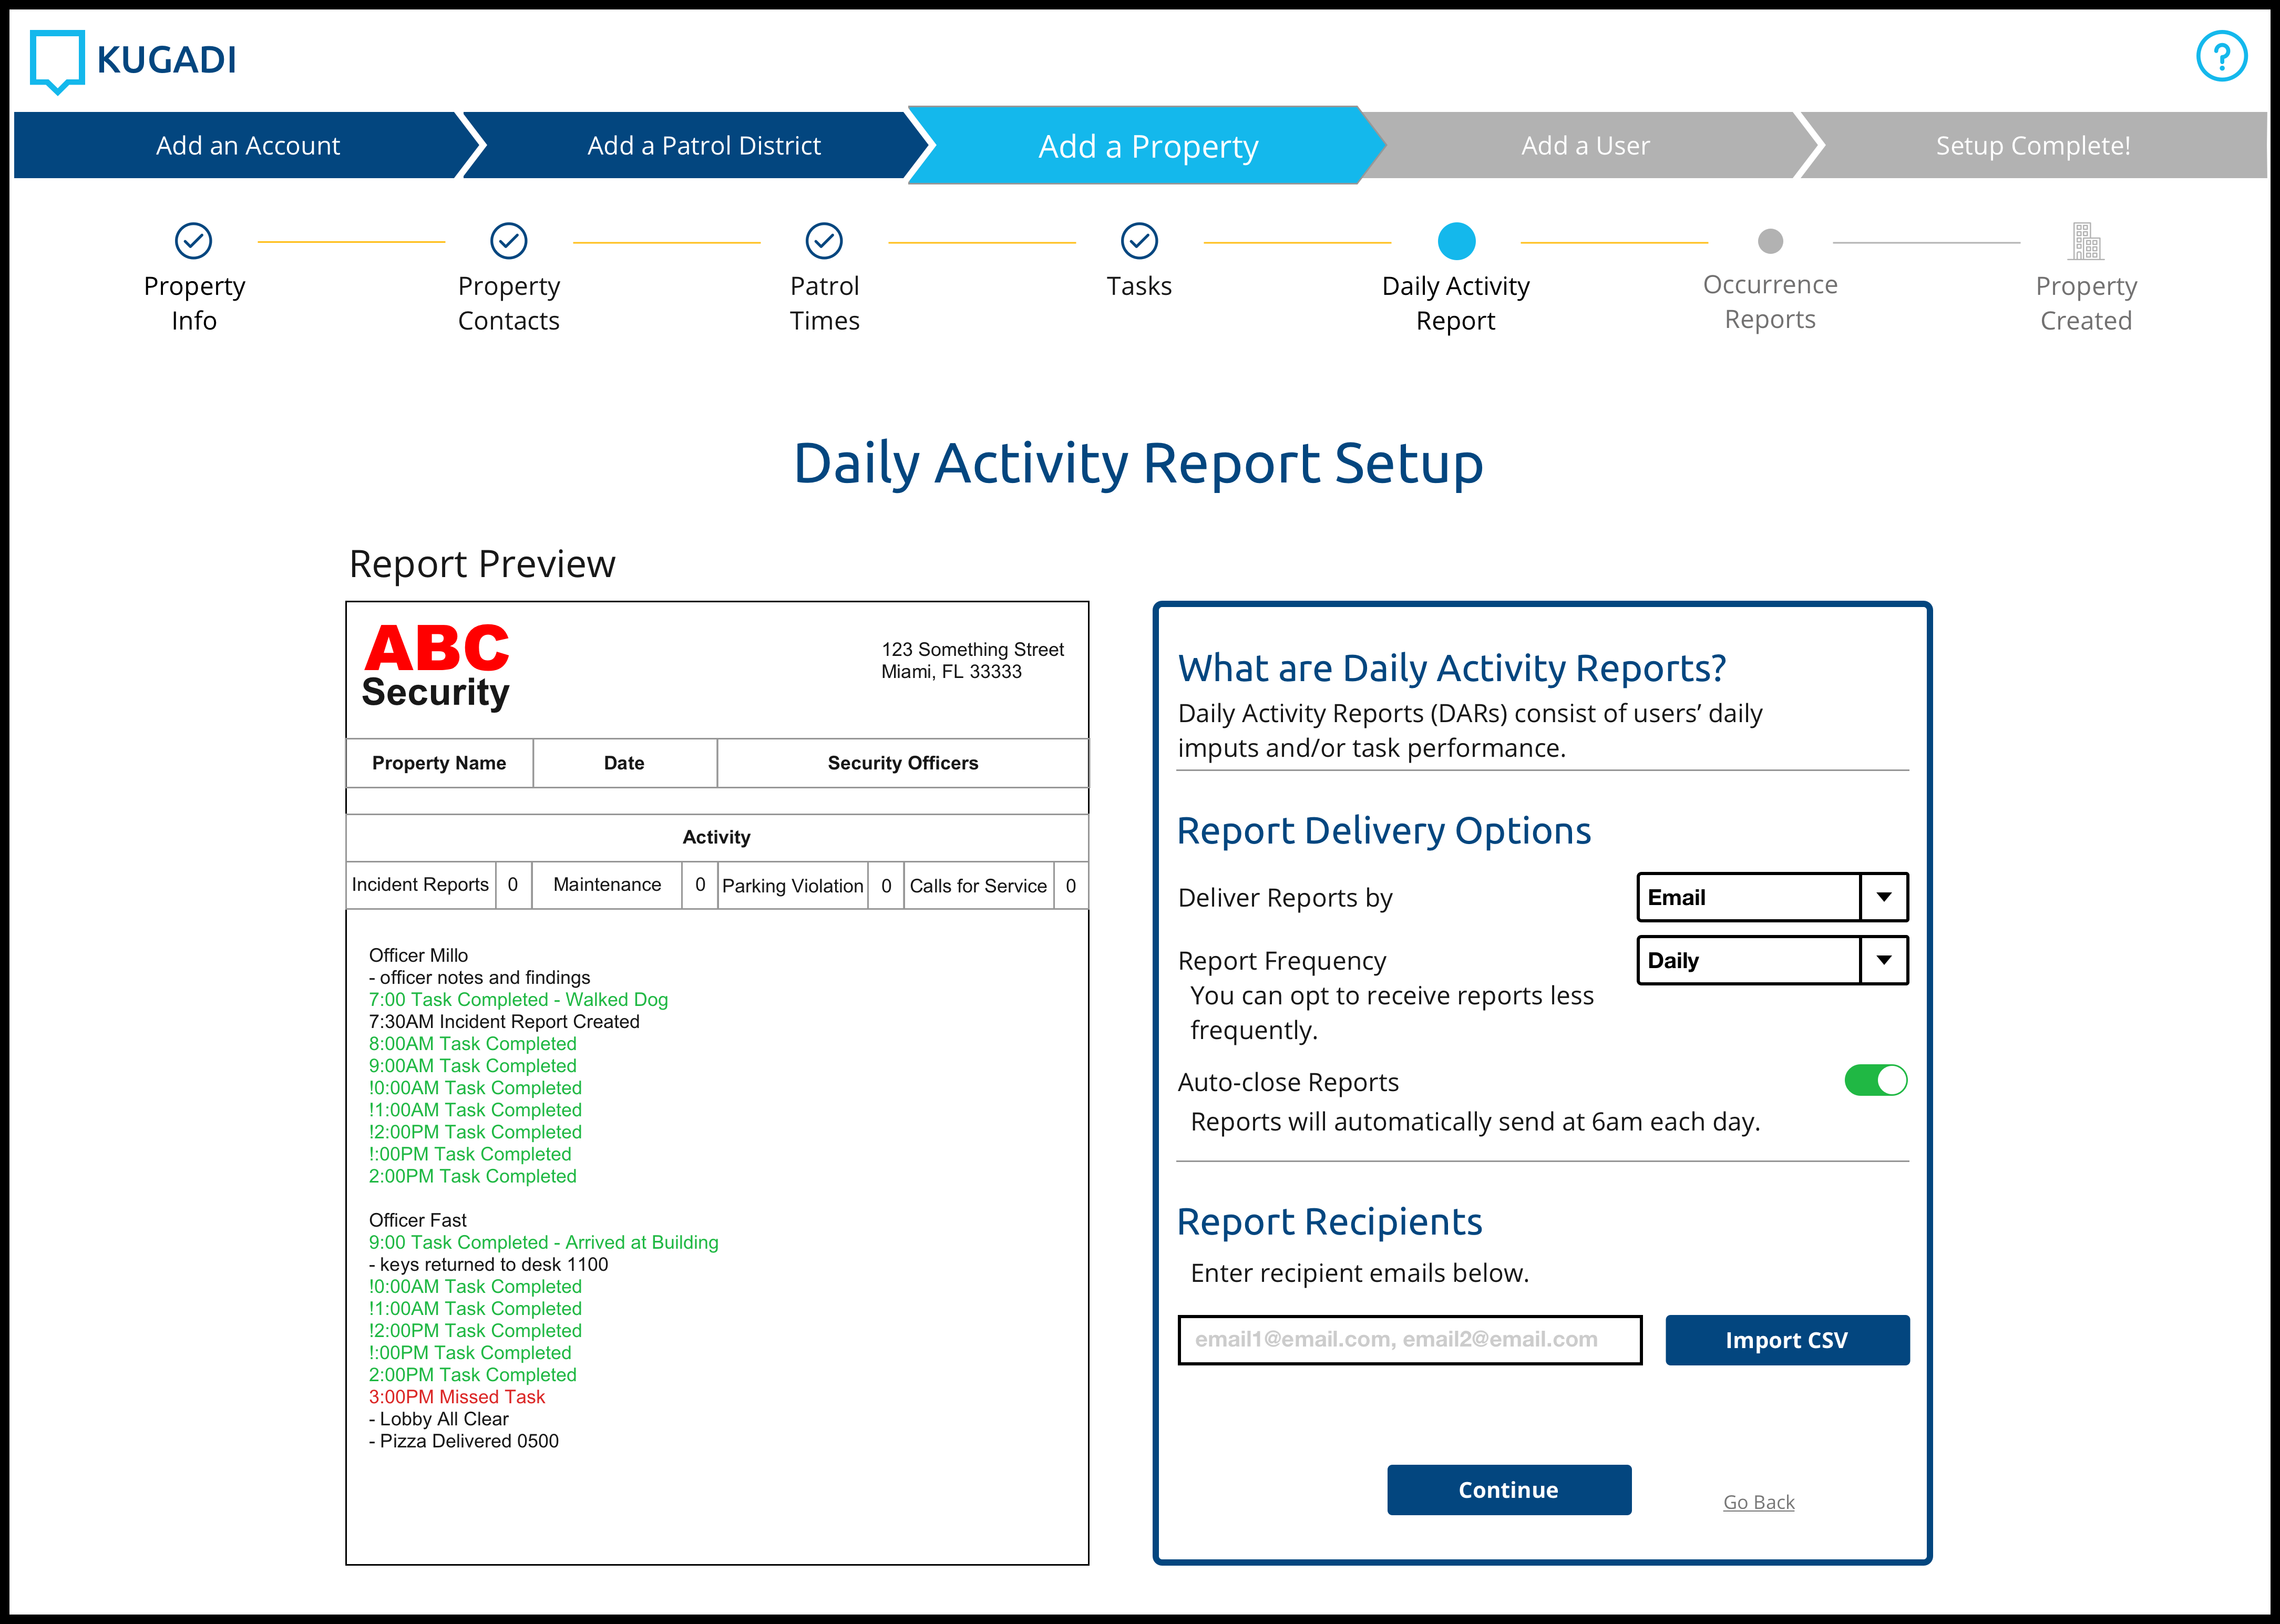 KUGADI
?
Add an Account
Add a Patrol District
Add a Property
Add a User
Setup Complete!
Property
Info
Property
Contacts
Patrol
Times
Tasks
Daily Activity
Report
Occurrence
Reports
Property
Created
Daily Activity Report Setup
Report Preview
ABC
Security
123 Something Street
Miami, FL 33333
Property Name
Date
Security Officers
Activity
Incident Reports 0 Maintenance 0 Parking Violation 0 Calls for Service 0
Officer Millo
- officer notes and findings
7:00 Task Completed - Walked Dog
7:30AM Incident Report Created
8:00AM Task Completed
9:00AM Task Completed
!0:00AM Task Completed
!1:00AM Task Completed
!2:00PM Task Completed
!:00PM Task Completed
2:00PM Task Completed
Officer Fast
9:00 Task Completed - Arrived at Building
- keys returned to desk 1100
!0:00AM Task Completed
!1:00AM Task Completed
!2:00PM Task Completed
!:00PM Task Completed
2:00PM Task Completed
3:00PM Missed Task
- Lobby All Clear
- Pizza Delivered 0500
What are Daily Activity Reports?
Daily Activity Reports (DARs) consist of users’ daily
imputs and/or task performance.
Report Delivery Options
Deliver Reports by
Email
Report Frequency
Daily
You can opt to receive reports less
frequently.
Auto-close Reports
Reports will automatically send at 6am each day.
Report Recipients
Enter recipient emails below.
email1@email.com, email2@email.com
Import CSV
Continue
Go Back